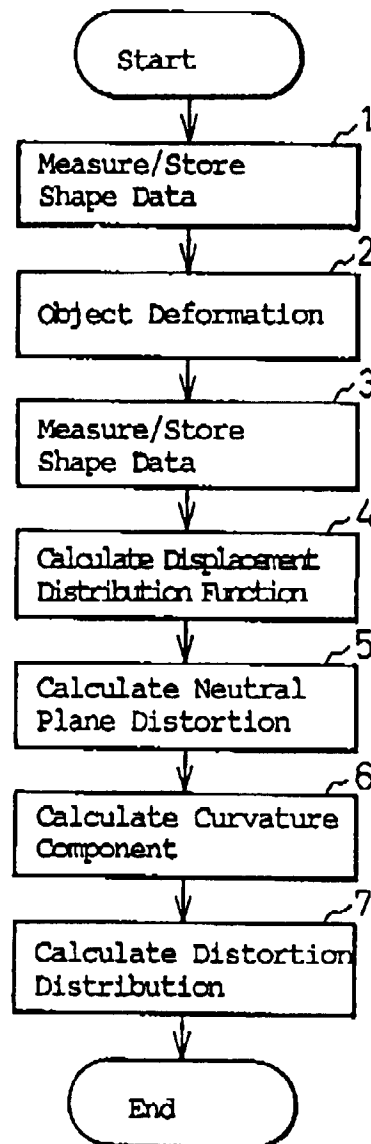 Start
1
Measure/Store
Shape Data
2
Object Deformation
3
Measure/Store
Shape Data
4
Calculate Displacement
Distribution Function
5
Calculate Neutral
Plane Distortion
6
Calculate Curvature
Component
7
Calculate Distortion
Distribution
End